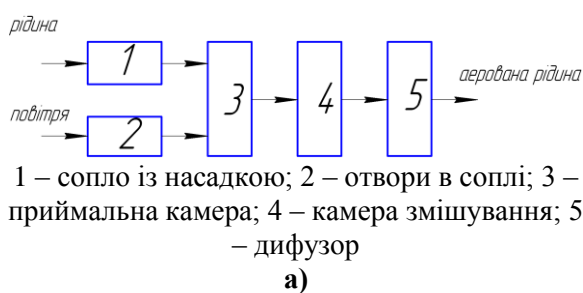 рідина
1
3
4
5
аерована рідина
повітря
2
1 – сопло із насадкою; 2 – отвори в соплі; 3 –
приймальна камера; 4 – камера змішування; 5
– дифузор
а)